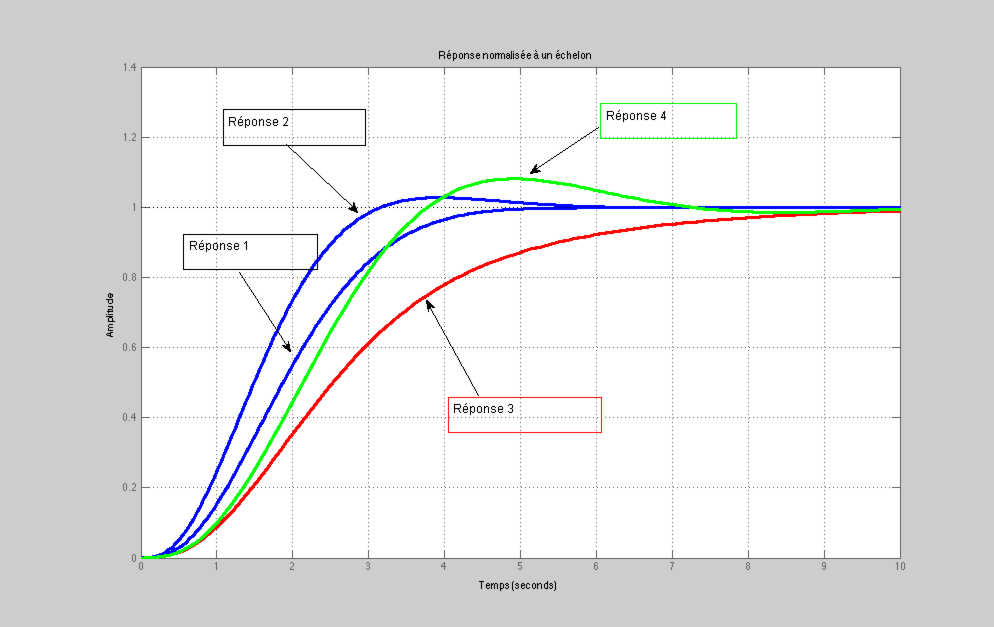 Réponse normalisée à un échelon
1.4
1.2
1
0.8
0.6
0.4
0.2
0
Amplitude
Réponse 2
Réponse 4
Réponse 1
Réponse 3
0 1 2 3 4 5 6 7 8 9 10
Temps (seconds)